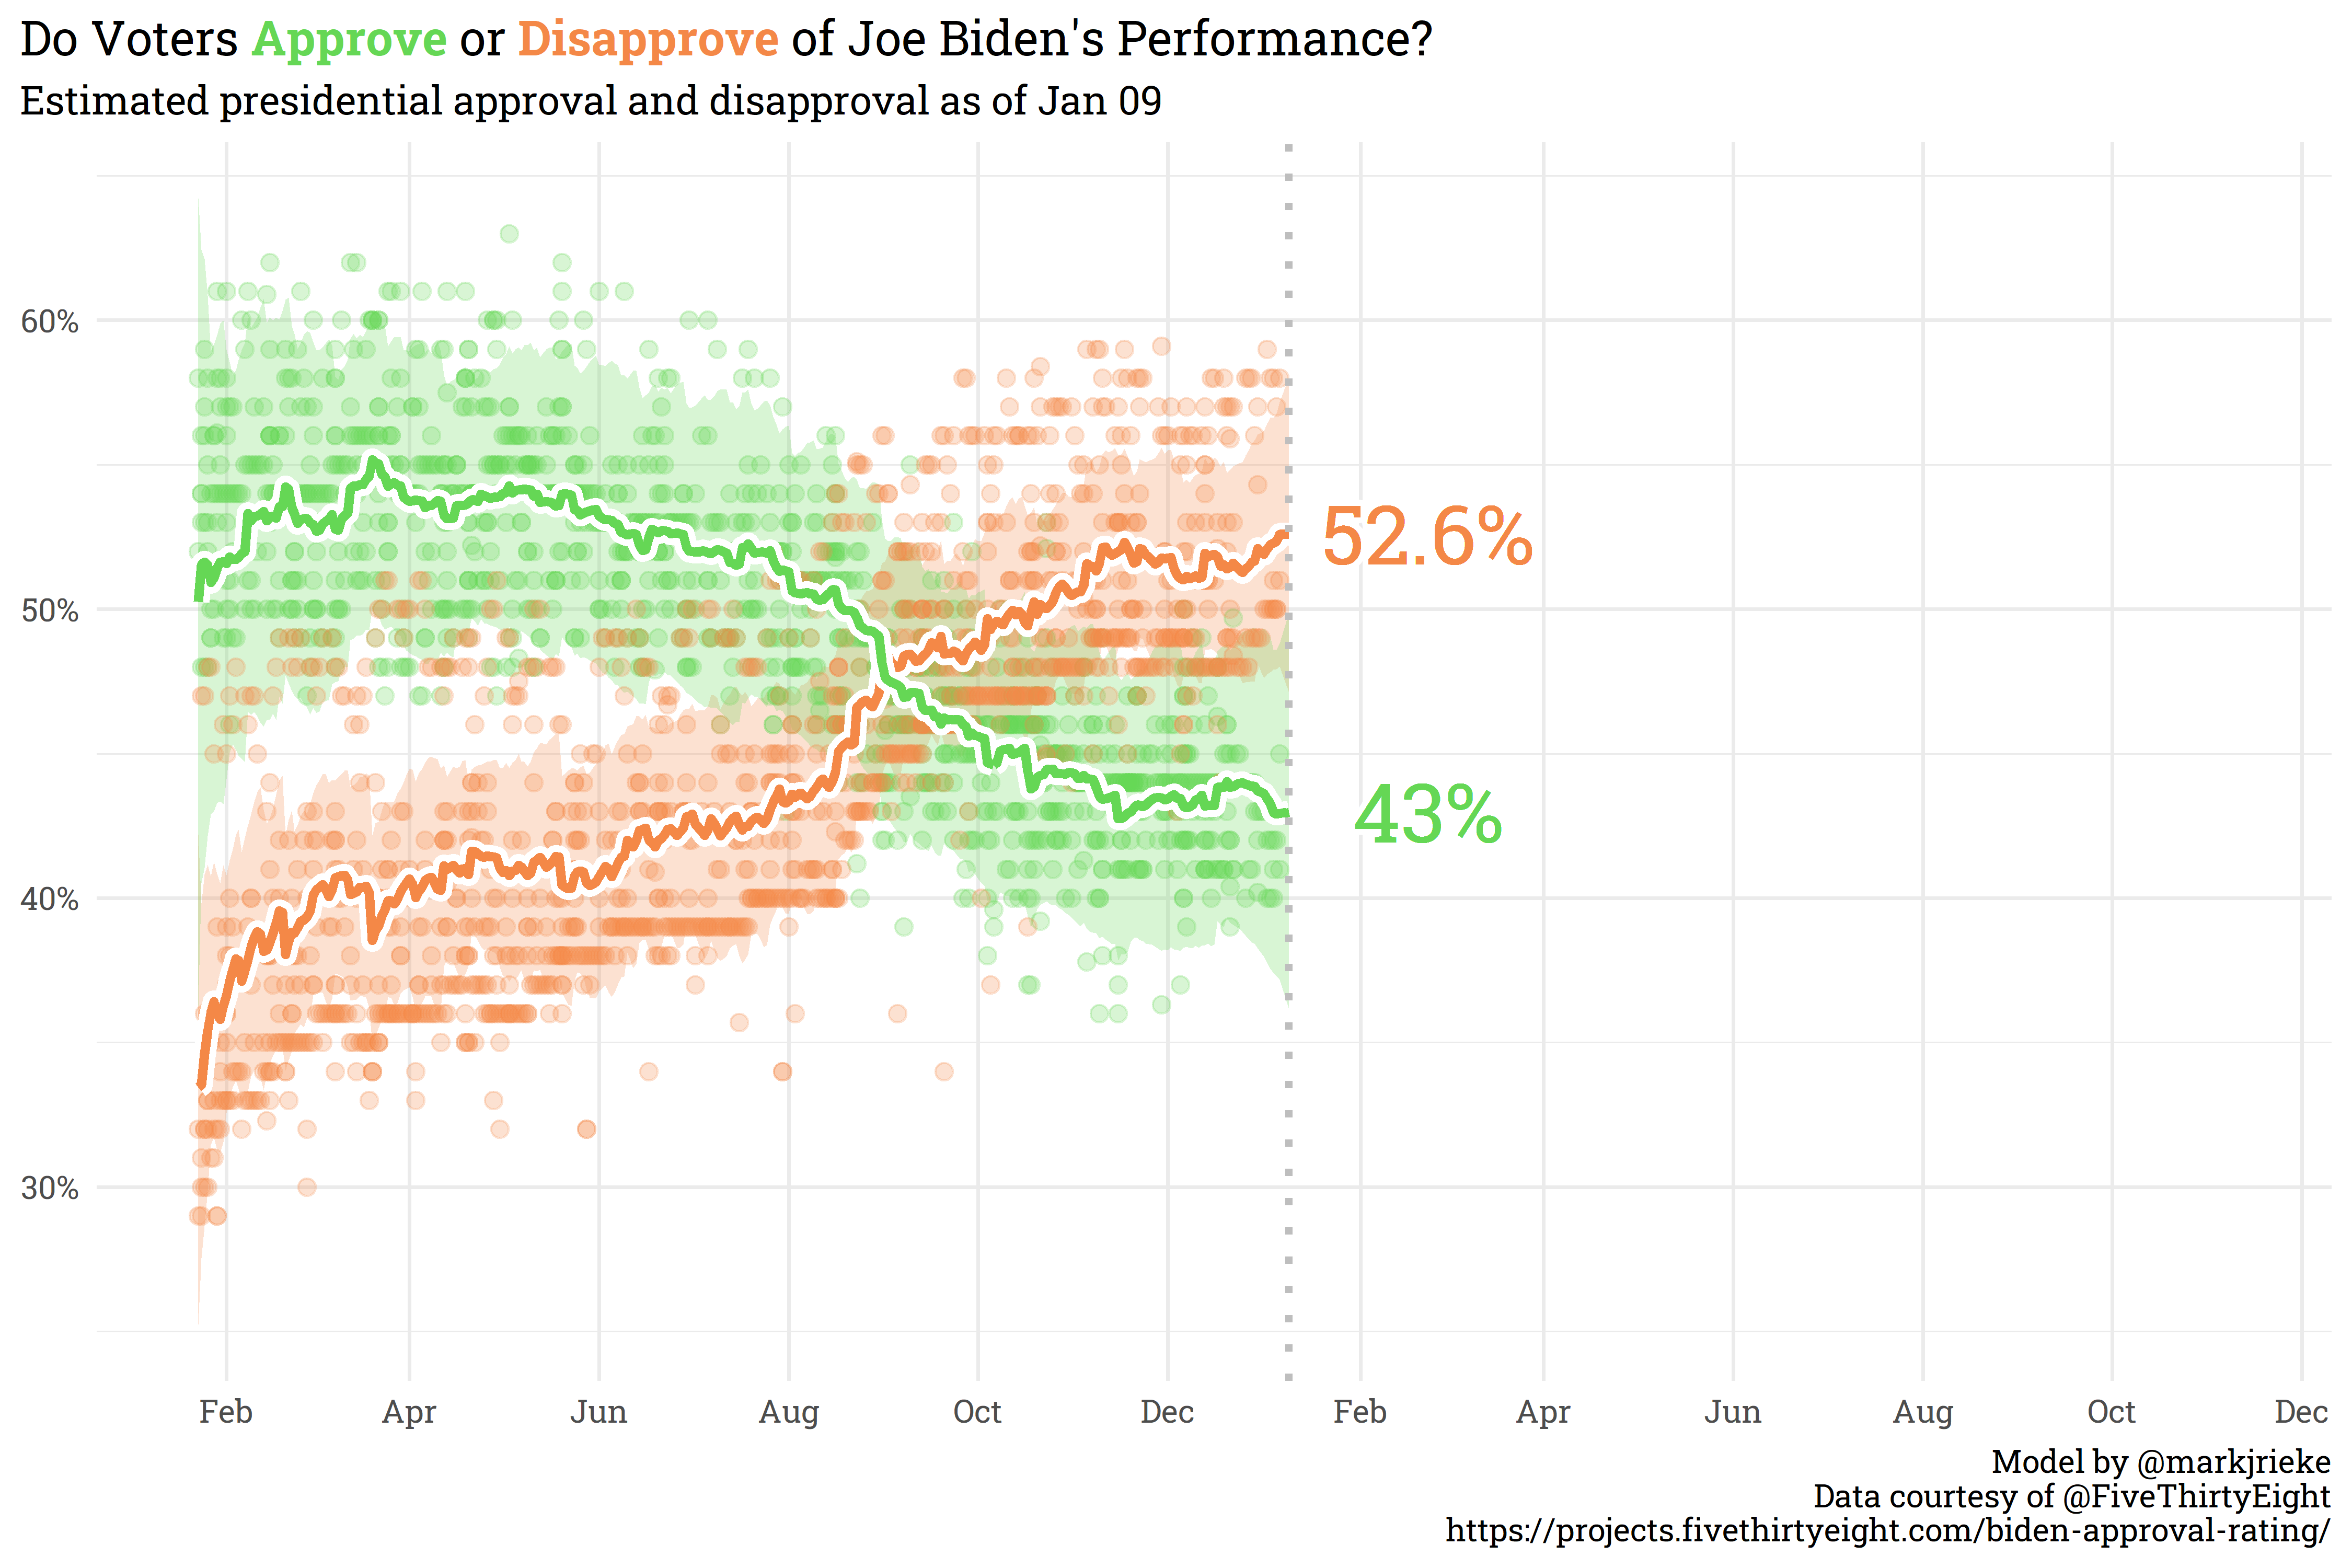 Do Voters Approve or Disapprove of Joe Biden's Performance?
Estimated presidential approval and disapproval as of Jan 09
60%
50%
40%
30%
52.6%
43%
Feb Apr Jun Aug Oct Dec Feb Apr Jun Aug Oct Dec
Model by @markjrieke
Data courtesy of @FiveThirtyEight
https://projects.fivethirtyeight.com/biden-approval-rating/